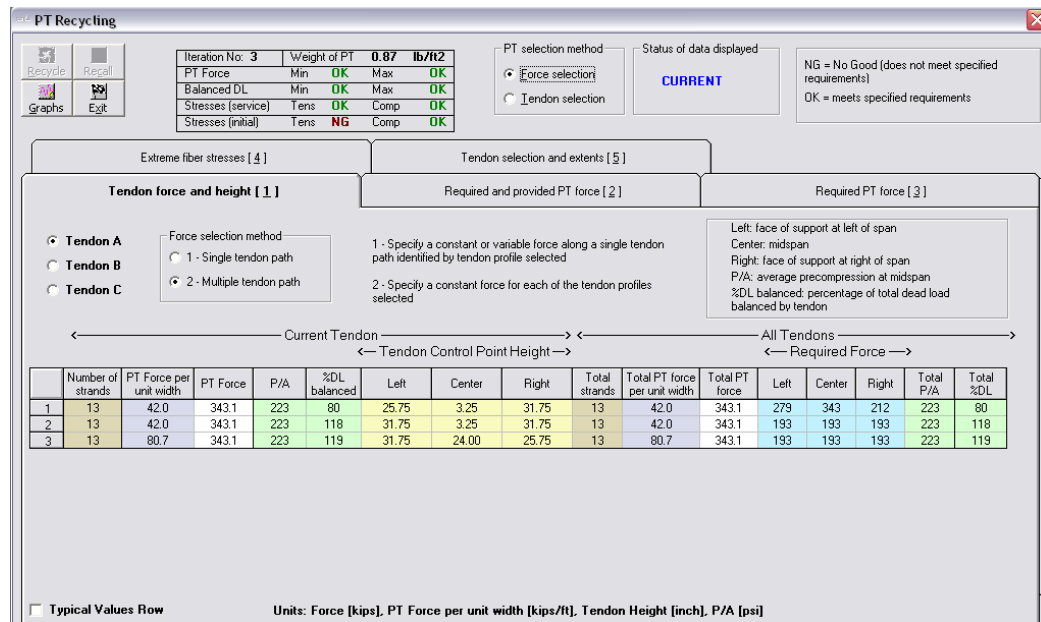 PT Recycling
Recycle Recall
Graphs Exit
Iteration No: 3 Weight of PT 0.87 lb/ft2
PT Force Min OK Max OK
Balanced DL Min OK Max OK
Stresses (service) Tens OK Comp OK
Stresses (initial) Tens NG Comp OK
PT selection method
Force selection
Tendon selection
Status of data displayed
CURRENT
NG = No Good (does not meet specified
requirements)
OK = meets specified requirements
Extreme fiber stresses [ 4 ] Tendon selection and extents [ 5 ]
Tendon force and height [ 1 ] Required and provided PT force [ 2 ] Required PT force [ 3 ]
Tendon A
Tendon B
Tendon C
Force selection method
1 - Single tendon path
2 - Multiple tendon path
1 - Specify a constant or variable force along a single tendon
path identified by tendon profile selected
2 - Specify a constant force for each of the tendon profiles
selected
Left: face of support at left of span
Center: midspan
Right: face of support at right of span
P/A: average precompression at midspan
%DL balanced: percentage of total dead load
balanced by tendon
<— Current Tendon —> <— All Tendons —>
<— Tendon Control Point Height —> <— Required Force —>
Number of strands PT Force per unit width PT Force P/A %DL balanced Left Center Right Total strands Total PT force per unit width Total PT force Left Center Right Total P/A Total %DL
1 13 42.0 343.1 223 80 25.75 3.25 31.75 13 42.0 343.1 279 343 212 223 80
2 13 42.0 343.1 223 118 31.75 3.25 31.75 13 42.0 343.1 193 193 193 223 118
3 13 80.7 343.1 223 119 31.75 24.00 25.75 13 80.7 343.1 193 193 193 223 119
Typical Values Row Units: Force [kips], PT Force per unit width [kips/ft], Tendon Height [inch], P/A [psi]